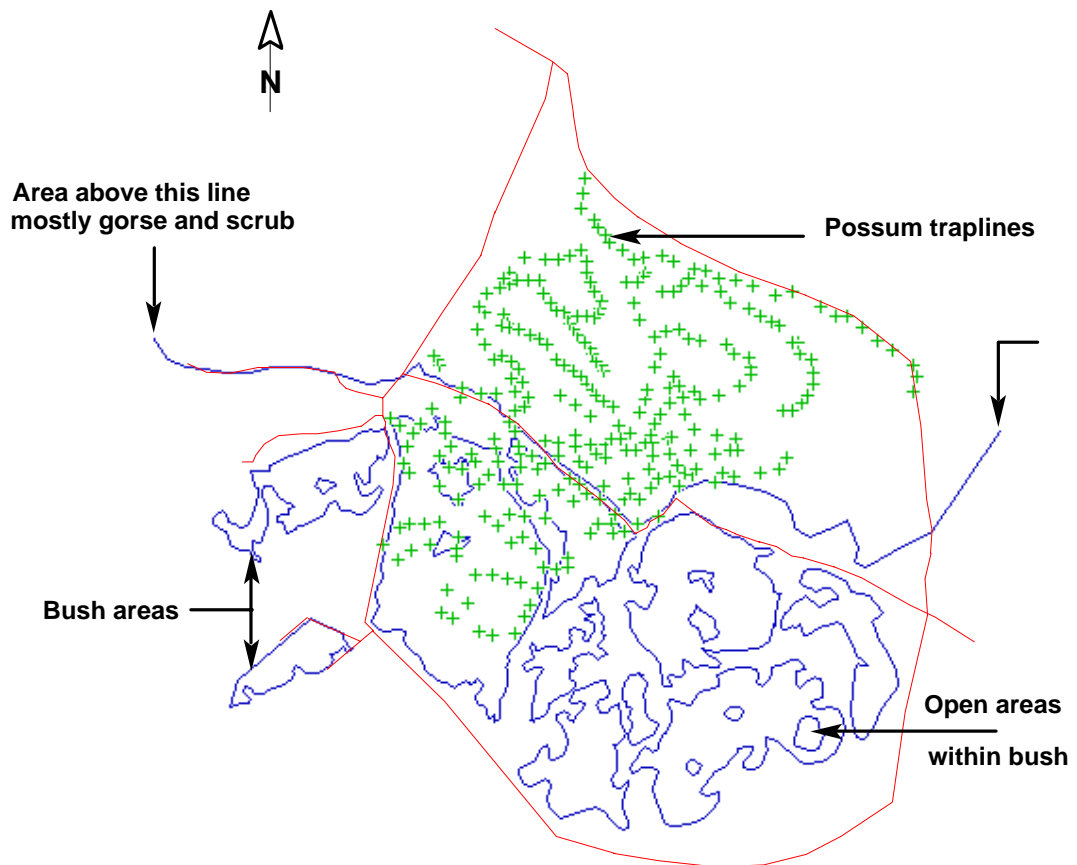 N
Area above this line
mostly gorse and scrub
Possum traplines
Bush areas
Open areas
within bush